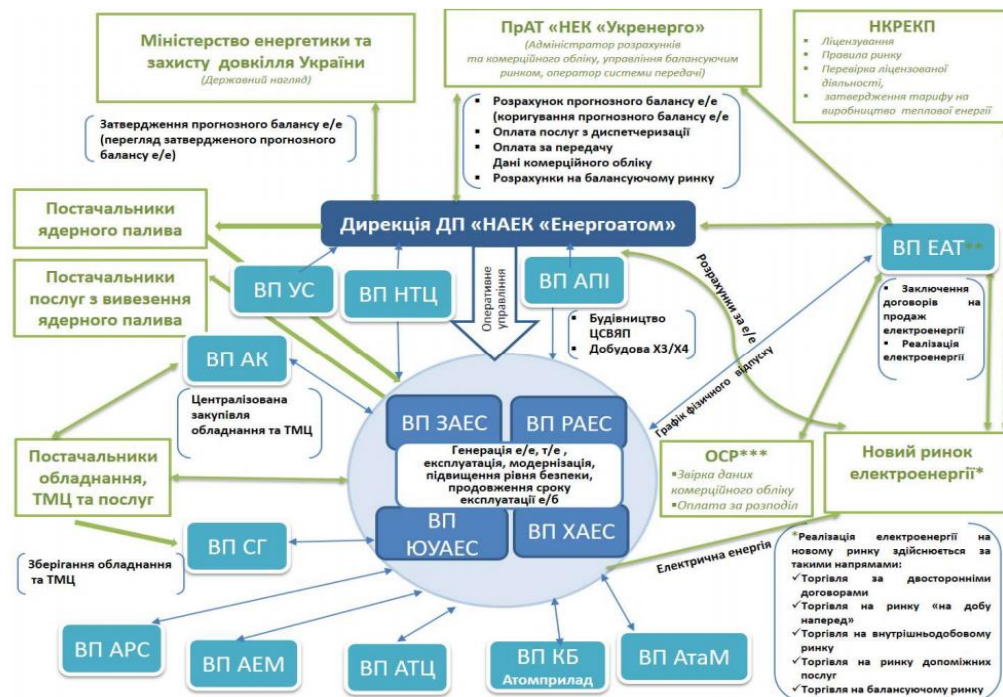 Міністерство енергетики та
захисту довкілля України
(Державний нагляд)
ПрАТ «НЕК «Укренерго»
(Адміністратор розрахунків
та комерційного обліку, управління балансуючим
ринком, оператор системи передачі)
НКРЕКП
▪ Ліцензування
▪ Правила ринку
▪ Перевірка ліцензованої
діяльності,
▪ затвердження тарифу на
виробництво теплової енергії
Затвердження прогнозного балансу е/е
(перегляд затвердженого прогнозного
балансу е/е)
▪ Розрахунок прогнозного балансу е/е
(коригування прогнозного балансу е/е
▪ Оплата послуг з диспетчеризації
▪ Оплата за передачу
Дані комерційного обліку
▪ Розрахунки на балансуючому ринку
Постачальники
ядерного палива
Дирекція ДП «НАЕК «Енергоатом»
ВП ЕАТ**
Постачальники
послуг з вивезення
ядерного палива
ВП УС
ВП НТЦ
Оперативне
управління
ВП АПІ
Розрахунки за е/е
▪ Заключення
договорів на
продаж
електроенергії
▪ Реалізація
електроенергії
▪ Будівництво
ЦСВЯП
▪ Добудова Х3/Х4
Графік фізичного відпуску
ВП АК
Централізована
закупівля
обладнання та ТМЦ
ВП ЗАЕС
ВП РАЕС
Генерація е/е, т/е ,
експлуатація, модернізація,
підвищення рівня безпеки,
продовження сроку
експлуатації е/б
ВП
ЮУАЕС
ВП ХАЕС
Постачальники
обладнання,
ТМЦ та послуг
ОСР***
▪Звірка даних
комерційного обліку
▪Оплата за розподіл
Новий ринок
електроенергії*
ВП СГ
Зберігання обладнання
та ТМЦ
Електрична енергія
*Реалізація електроенергії на
новому ринку здійснюється за
такими напрямами:
✓Торгівля за двосторонніми
договорами
✓Торгівля на ринку «на добу
наперед»
✓Торгівля на внутрішньодобовому
ринку
✓Торгівля на ринку допоміжних
послуг
✓Торгівля на балансуючому ринку
ВП АРС
ВП АЕМ
ВП АТЦ
ВП КБ
Атомприлад
ВП АтаМ